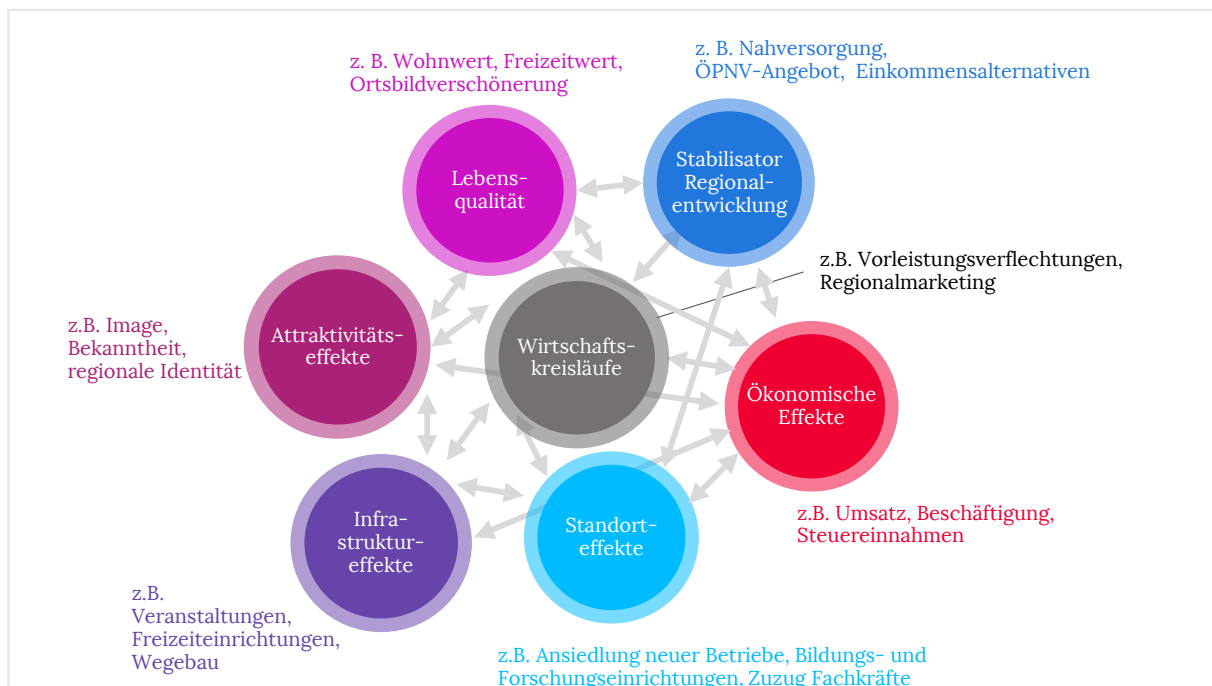 z. B. Wohnwert, Freizeitwert,
Ortsbildverschönerung
z. B. Nahversorgung,
ÖPNV-Angebot, Einkommensalternativen
Lebens-
qualität
Stabilisator
Regional-
entwicklung
z.B. Vorleistungsverflechtungen,
Regionalmarketing
z.B. Image,
Bekanntheit,
regionale Identität
Attraktivitäts-
effekte
Wirtschafts-
kreisläufe
Ökonomische
Effekte
z.B. Umsatz, Beschäftigung,
Steuereinnahmen
Infra-
struktur-
effekte
Standort-
effekte
z.B.
Veranstaltungen,
Freizeiteinrichtungen,
Wegebau
z.B. Ansiedlung neuer Betriebe, Bildungs- und
Forschungseinrichtungen, Zuzug Fachkräfte